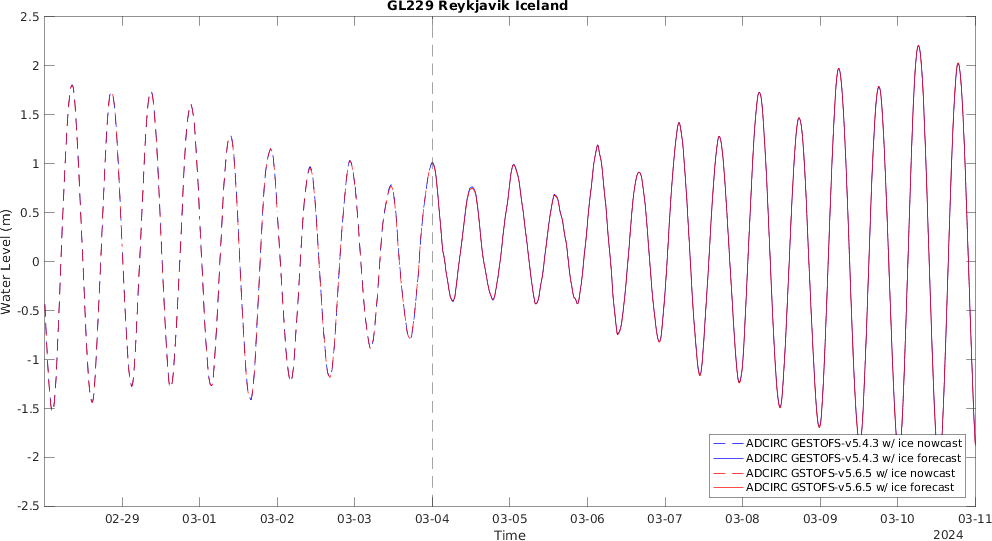 GL229 Reykjavik Iceland
2.5
2
1.5
1
0.5
0
-0.5
-1
-1.5
-2
-2.5
Water Level (m)
ADCIRC GESTOFS-v5.4.3 w/ ice nowcast
ADCIRC GESTOFS-v5.4.3 w/ ice forecast
ADCIRC GSTOFS-v5.6.5 w/ ice nowcast
ADCIRC GSTOFS-v5.6.5 w/ ice forecast
02-29 03-01 03-02 03-03 03-04 03-05 03-06 03-07 03-08 03-09 03-10 03-11
Time
2024